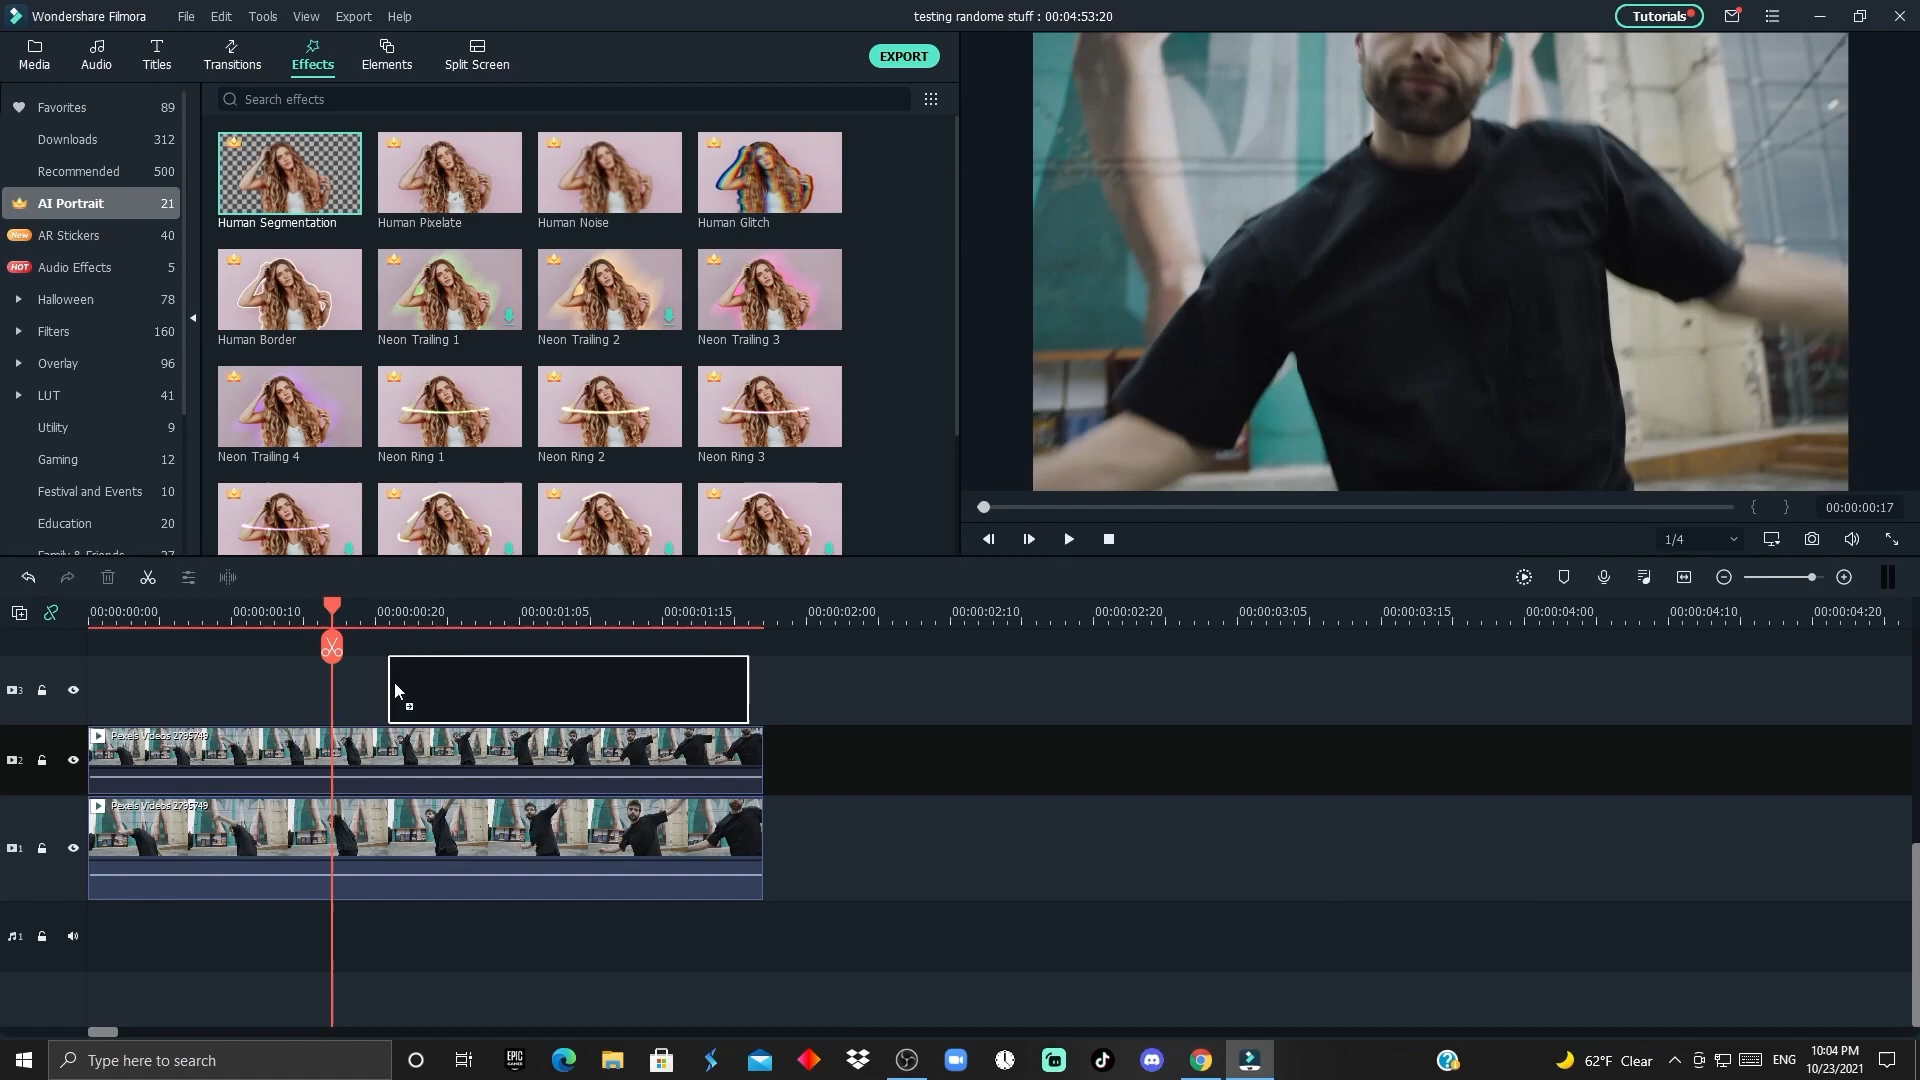 Wondershare Filmora
File Edit Tools View Export Help
testing randome stuff : 00:04:53:20
Tutorials
Media Audio Titles Transitions Effects Elements Split Screen
EXPORT
Favorites 89
Downloads 312
Recommended 500
AI Portrait 21
New AR Stickers 40
HOT Audio Effects 5
Halloween 78
Filters 160
Overlay 96
LUT 41
Utility 9
Gaming 12
Festival and Events 10
Education 20
Family & Friends 27
Search effects
Human Segmentation Human Pixelate Human Noise Human Glitch
Human Border Neon Trailing 1 Neon Trailing 2 Neon Trailing 3
Neon Trailing 4 Neon Ring 1 Neon Ring 2 Neon Ring 3
{ } 00:00:00:17
1/4
00:00:00:00 00:00:00:10 00:00:00:20 00:00:01:05 00:00:01:15 00:00:02:00 00:00:02:10 00:00:02:20 00:00:03:05 00:00:03:15 00:00:04:00 00:00:04:10 00:00:04:20
3
2
Pexels Videos 2795749
1
Pexels Videos 2795749
1
Type here to search
EPIC GAMES
62°F Clear
ENG
10:04 PM
10/23/2021